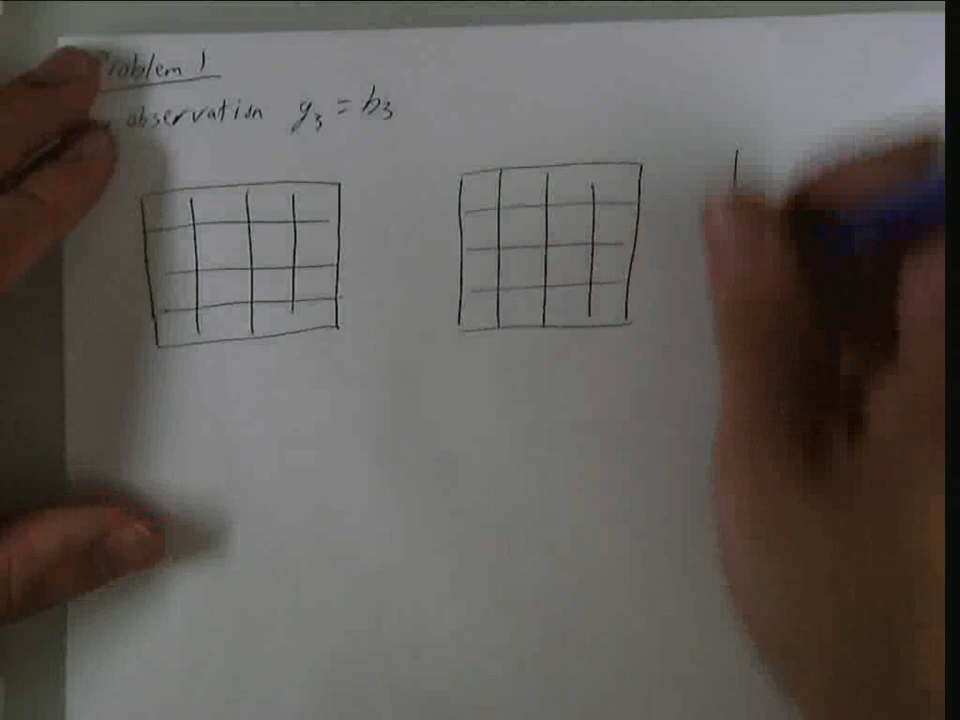 Problem 1
observation y₃ = b₃